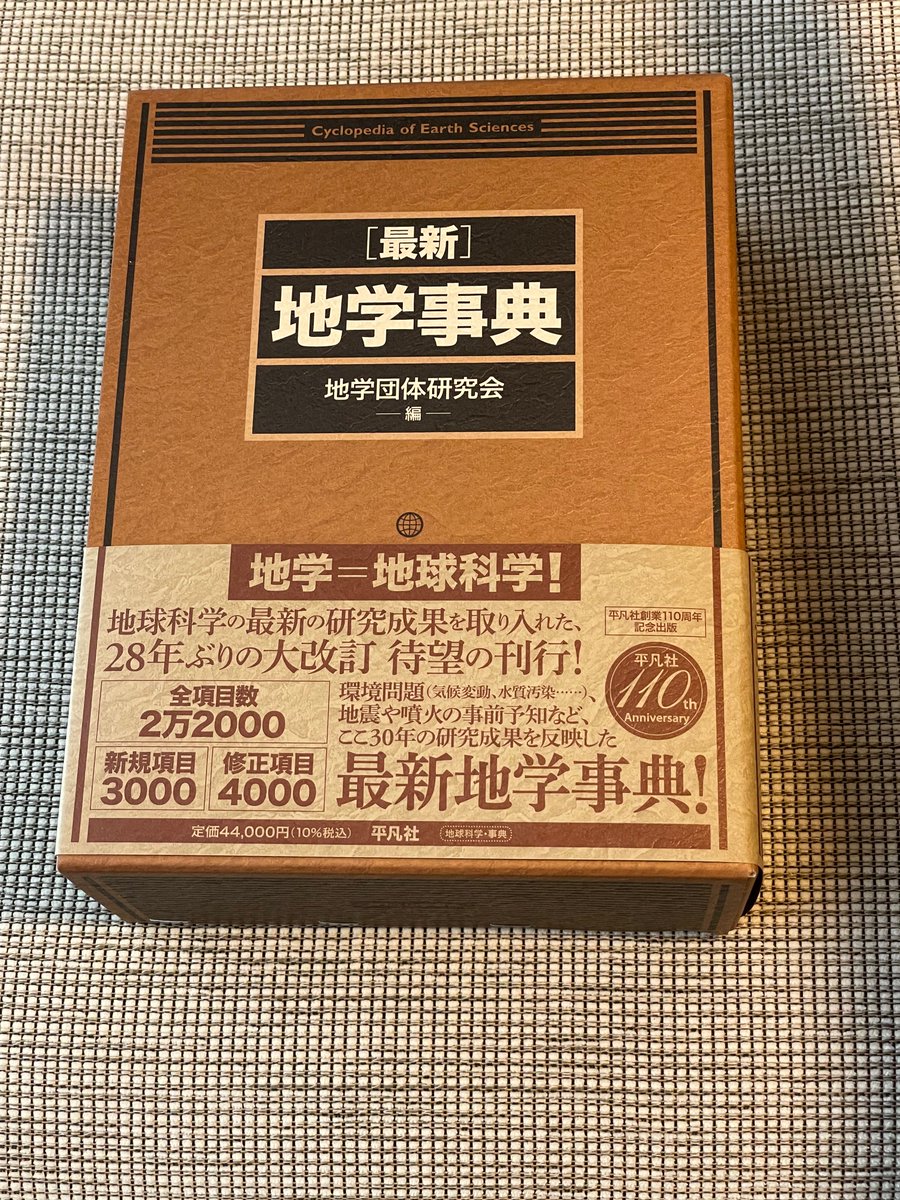 Cyclopedia of Earth Sciences
［最新］
地学事典
地学団体研究会
編
地学＝地球科学！
地球科学の最新の研究成果を取り入れた、
28年ぶりの大改訂 待望の刊行！
平凡社創業110周年
記念出版
平凡社
110th
Anniversary
全項目数
2万2000
新規項目
3000
修正項目
4000
環境問題（気候変動、水質汚染……）、
地震や噴火の事前予知など、
ここ30年の研究成果を反映した
最新地学事典！
定価44,000円（10%税込） 平凡社 地球科学・事典